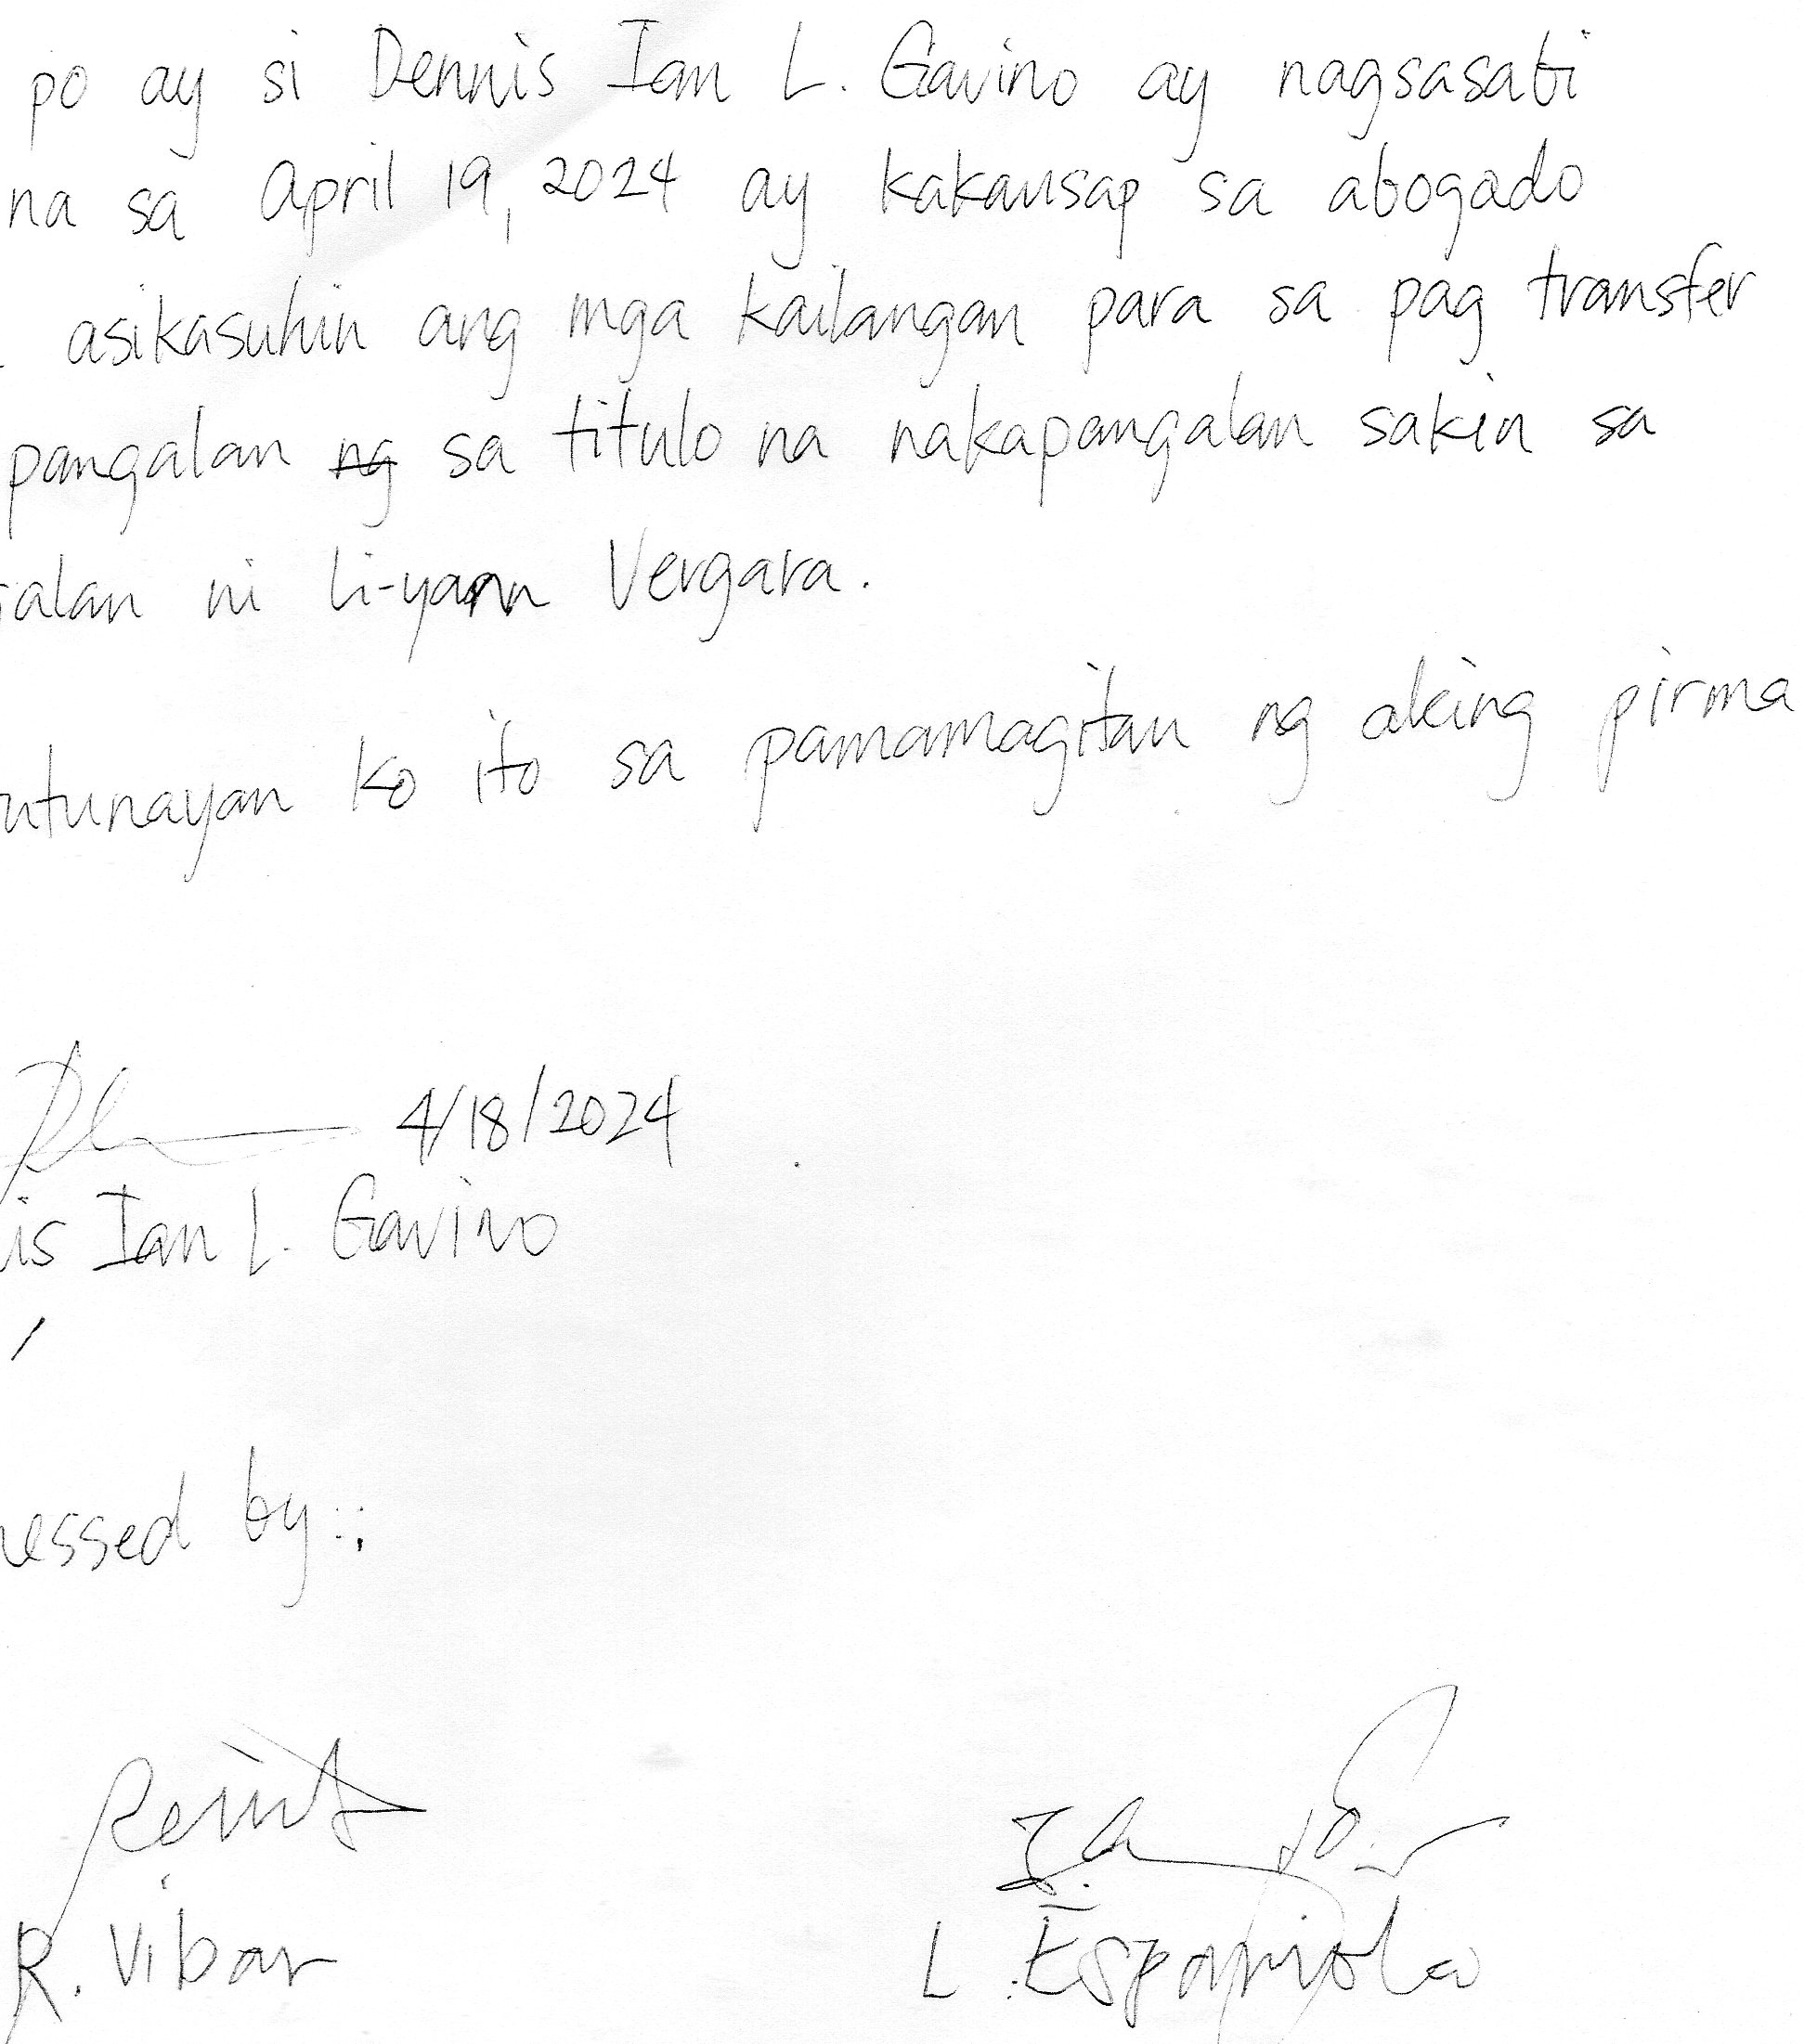 po ay si Dennis Ian L. Gavino ay nagsasabi
na sa April 19, 2024 ay kakausap sa abogado
asikasuhin ang mga kailangan para sa pag transfer
pangalan ng sa titulo na nakapangalan sakin sa
alan ni Li-yann Vergara.
utunayan ko ito sa pamamagitan ng aking pirma
4/18/2024
is Ian L. Gavino
essed by:
R. Vibar
L. Espanyola